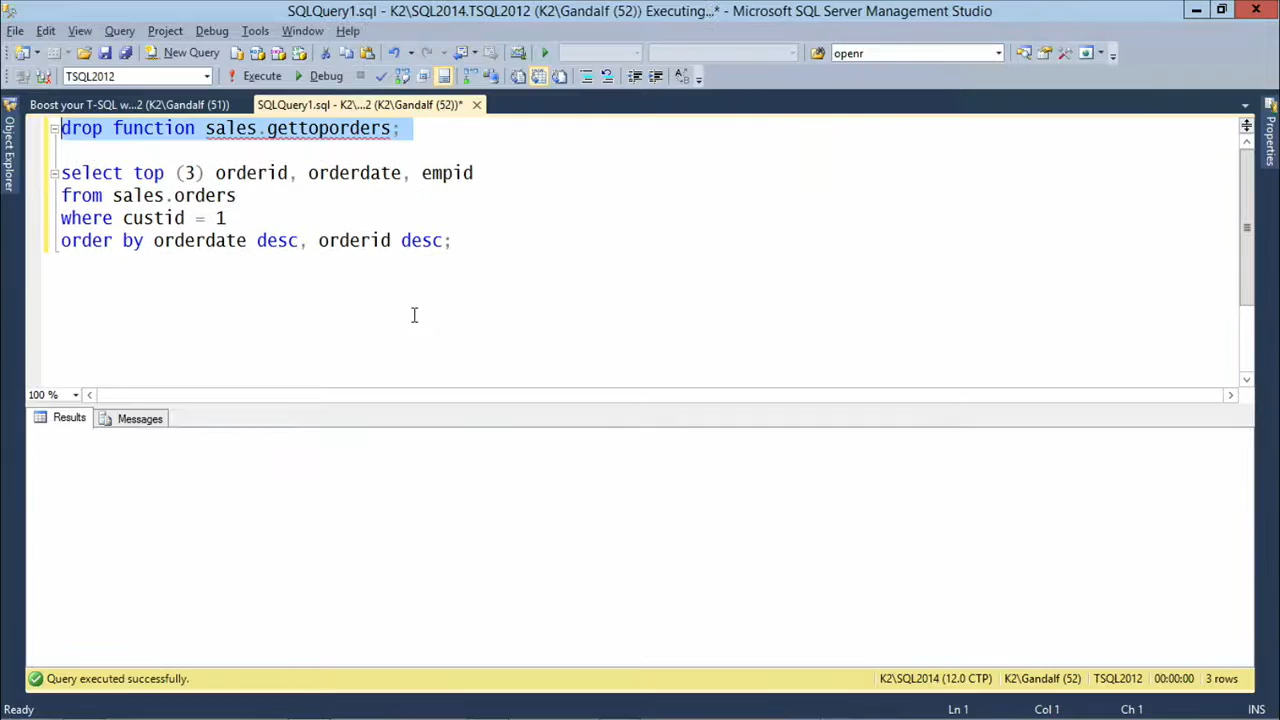 SQLQuery1.sql - K2\SQL2014.TSQL2012 (K2\Gandalf (52)) Executing...* - Microsoft SQL Server Management Studio
File Edit View Query Project Debug Tools Window Help
New Query openr
TSQL2012 Execute Debug
Boost your T-SQL w...2 (K2\Gandalf (51)) SQLQuery1.sql - K2\...2 (K2\Gandalf (52))*
Object Explorer
Properties
drop function sales.gettoporders;
select top (3) orderid, orderdate, empid
from sales.orders
where custid = 1
order by orderdate desc, orderid desc;
100 %
Results Messages
Query executed successfully. K2\SQL2014 (12.0 CTP) K2\Gandalf (52) TSQL2012 00:00:00 3 rows
Ready Ln 1 Col 1 Ch 1 INS